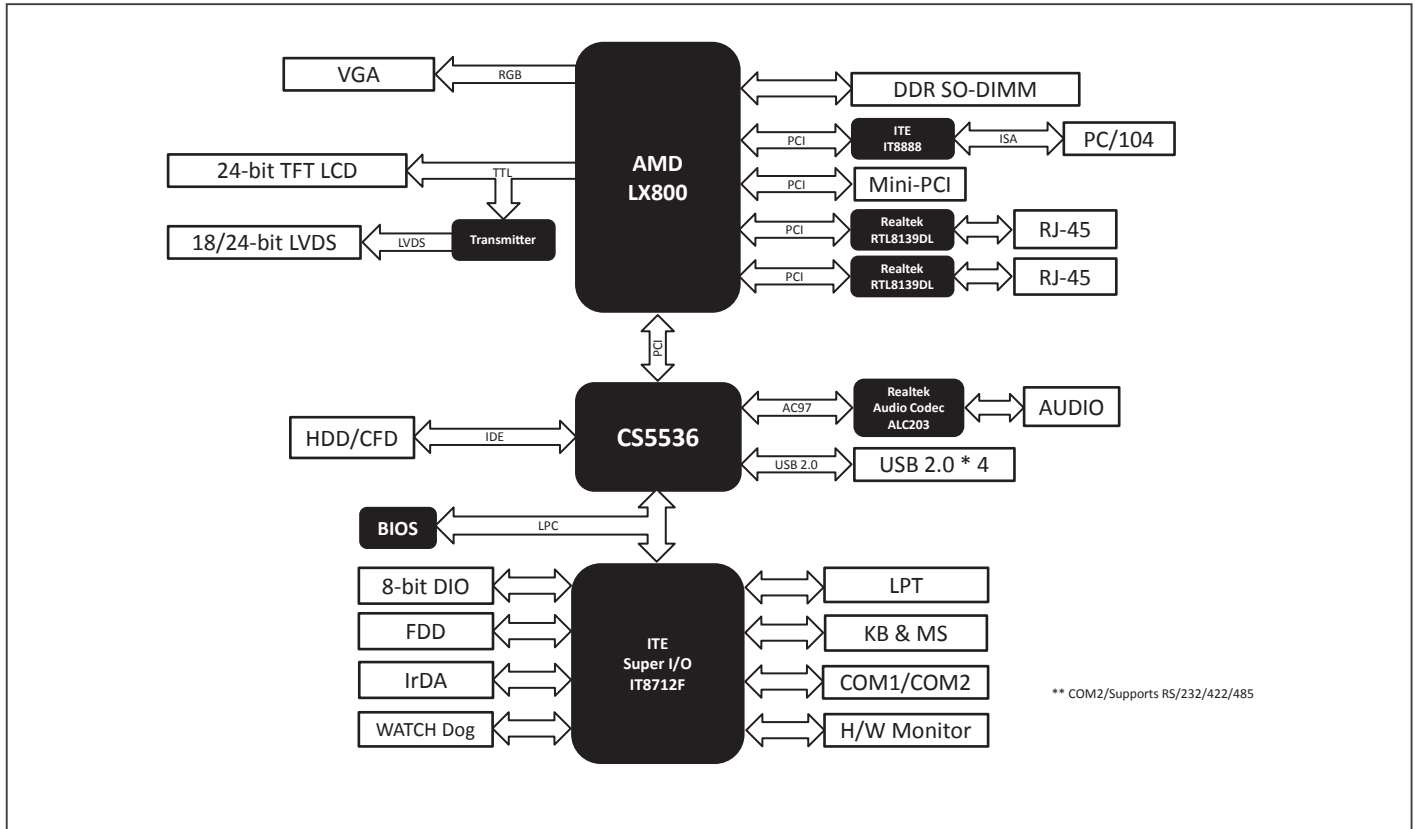 VGA
RGB
24-bit TFT LCD
TTL
18/24-bit LVDS
LVDS
Transmitter
AMD
LX800
DDR SO-DIMM
PCI
ITE
IT8888
ISA
PC/104
PCI
Mini-PCI
PCI
Realtek
RTL8139DL
RJ-45
PCI
Realtek
RTL8139DL
RJ-45
PCI
HDD/CFD
IDE
CS5536
AC97
Realtek
Audio Codec
ALC203
AUDIO
USB 2.0
USB 2.0 * 4
BIOS
LPC
8-bit DIO
FDD
IrDA
WATCH Dog
ITE
Super I/O
IT8712F
LPT
KB & MS
COM1/COM2
H/W Monitor
** COM2/Supports RS/232/422/485